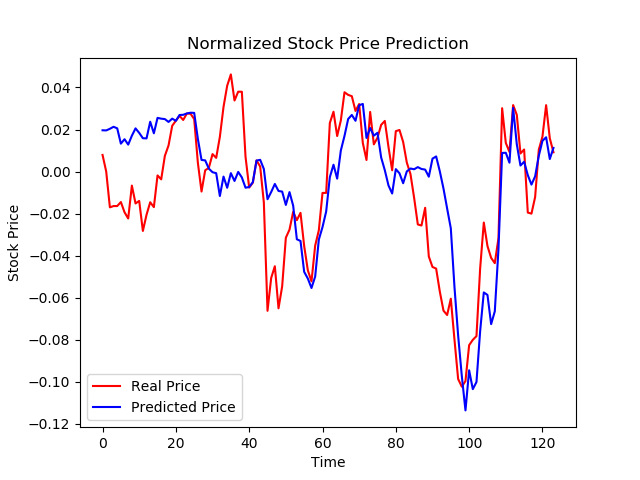 Normalized Stock Price Prediction
0.04
0.02
0.00
−0.02
−0.04
−0.06
−0.08
−0.10
−0.12
Stock Price
Real Price
Predicted Price
0 20 40 60 80 100 120
Time